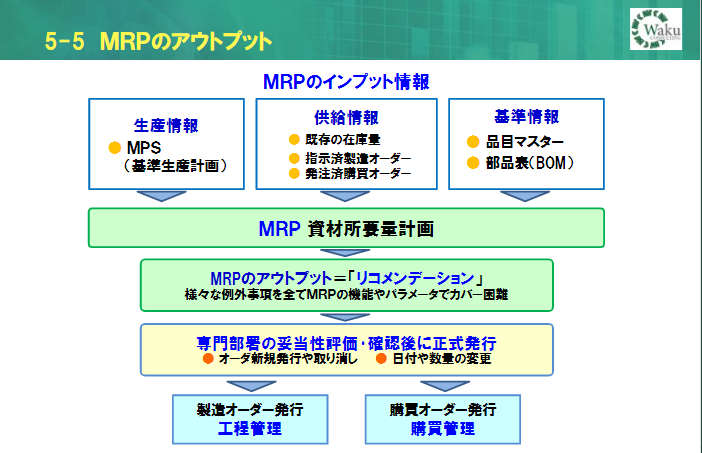 5-5 MRPのアウトプット
Waku
CONSULTING
MRPのインプット情報
生産情報
MPS
(基準生産計画)
供給情報
既存の在庫量
指示済製造オーダー
発注済購買オーダー
基準情報
品目マスター
部品表(BOM)
MRP 資材所要量計画
MRPのアウトプット=「リコメンデーション」
様々な例外事項を全てMRPの機能やパラメータでカバー困難
専門部署の妥当性評価・確認後に正式発行
オーダ新規発行や取り消し
日付や数量の変更
製造オーダー発行
工程管理
購買オーダー発行
購買管理